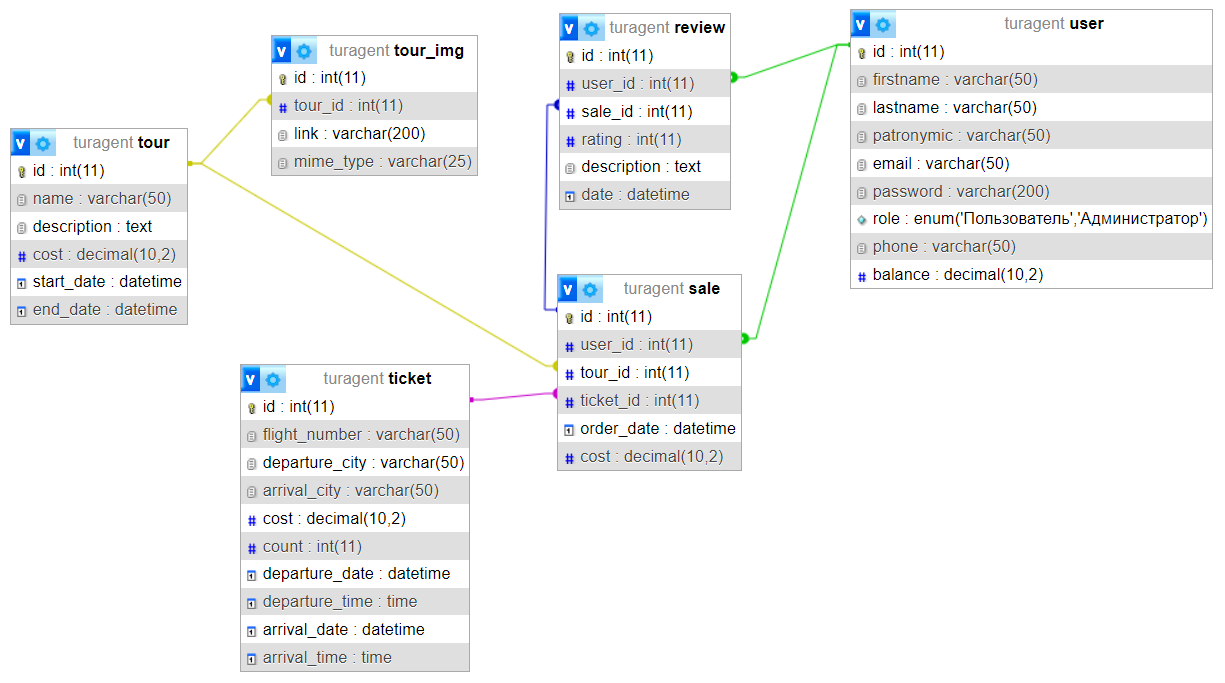 turagent tour
id : int(11)
name : varchar(50)
description : text
cost : decimal(10,2)
start_date : datetime
end_date : datetime
turagent tour_img
id : int(11)
tour_id : int(11)
link : varchar(200)
mime_type : varchar(25)
turagent review
id : int(11)
user_id : int(11)
sale_id : int(11)
rating : int(11)
description : text
date : datetime
turagent user
id : int(11)
firstname : varchar(50)
lastname : varchar(50)
patronymic : varchar(50)
email : varchar(50)
password : varchar(200)
role : enum('Пользователь','Администратор')
phone : varchar(50)
balance : decimal(10,2)
turagent ticket
id : int(11)
flight_number : varchar(50)
departure_city : varchar(50)
arrival_city : varchar(50)
cost : decimal(10,2)
count : int(11)
departure_date : datetime
departure_time : time
arrival_date : datetime
arrival_time : time
turagent sale
id : int(11)
user_id : int(11)
tour_id : int(11)
ticket_id : int(11)
order_date : datetime
cost : decimal(10,2)